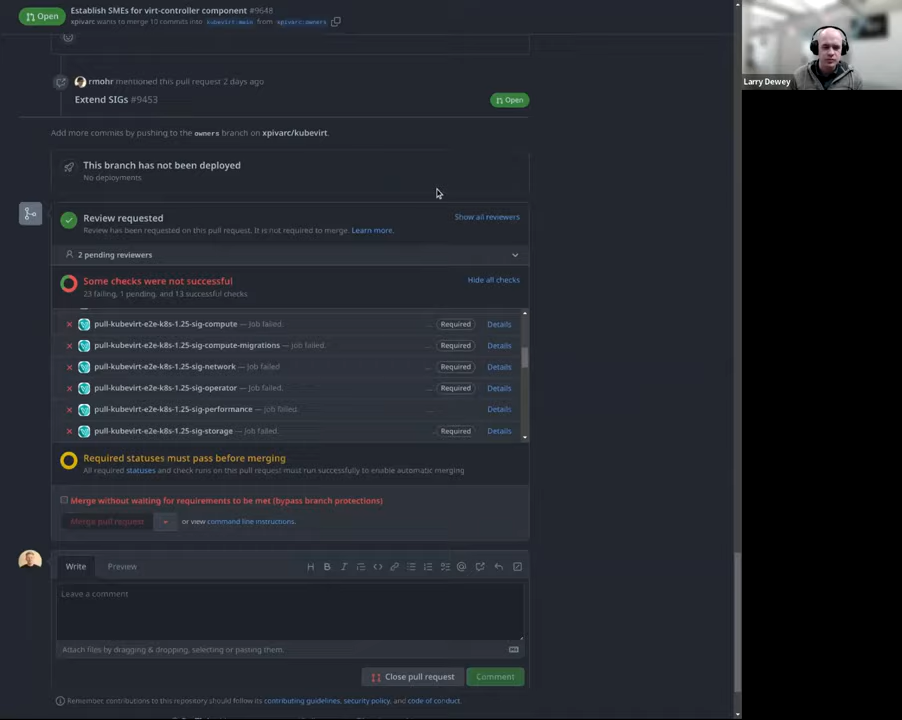 Open
Establish SMEs for virt-controller component #9648
xpivarc wants to merge 10 commits into kubevirt:main from xpivarc:owners
rmohr mentioned this pull request 2 days ago
Extend SIGs #9453
Open
Add more commits by pushing to the owners branch on xpivarc/kubevirt.
This branch has not been deployed
No deployments
Review requested
Show all reviewers
Review has been requested on this pull request. It is not required to merge. Learn more.
2 pending reviewers
Some checks were not successful
Hide all checks
23 failing, 1 pending, and 13 successful checks
pull-kubevirt-e2e-k8s-1.25-sig-compute — Job failed. ... Required Details
pull-kubevirt-e2e-k8s-1.25-sig-compute-migrations — Job failed. ... Required Details
pull-kubevirt-e2e-k8s-1.25-sig-network — Job failed. ... Required Details
pull-kubevirt-e2e-k8s-1.25-sig-operator — Job failed. ... Required Details
pull-kubevirt-e2e-k8s-1.25-sig-performance — Job failed. ... Details
pull-kubevirt-e2e-k8s-1.25-sig-storage — Job failed. ... Required Details
Required statuses must pass before merging
All required statuses and check runs on this pull request must run successfully to enable automatic merging
Merge without waiting for requirements to be met (bypass branch protections)
Merge pull request or view command line instructions.
Write Preview
Leave a comment
Attach files by dragging & dropping, selecting or pasting them.
Close pull request Comment
Remember, contributions to this repository should follow its contributing guidelines, security policy, and code of conduct.
Larry Dewey